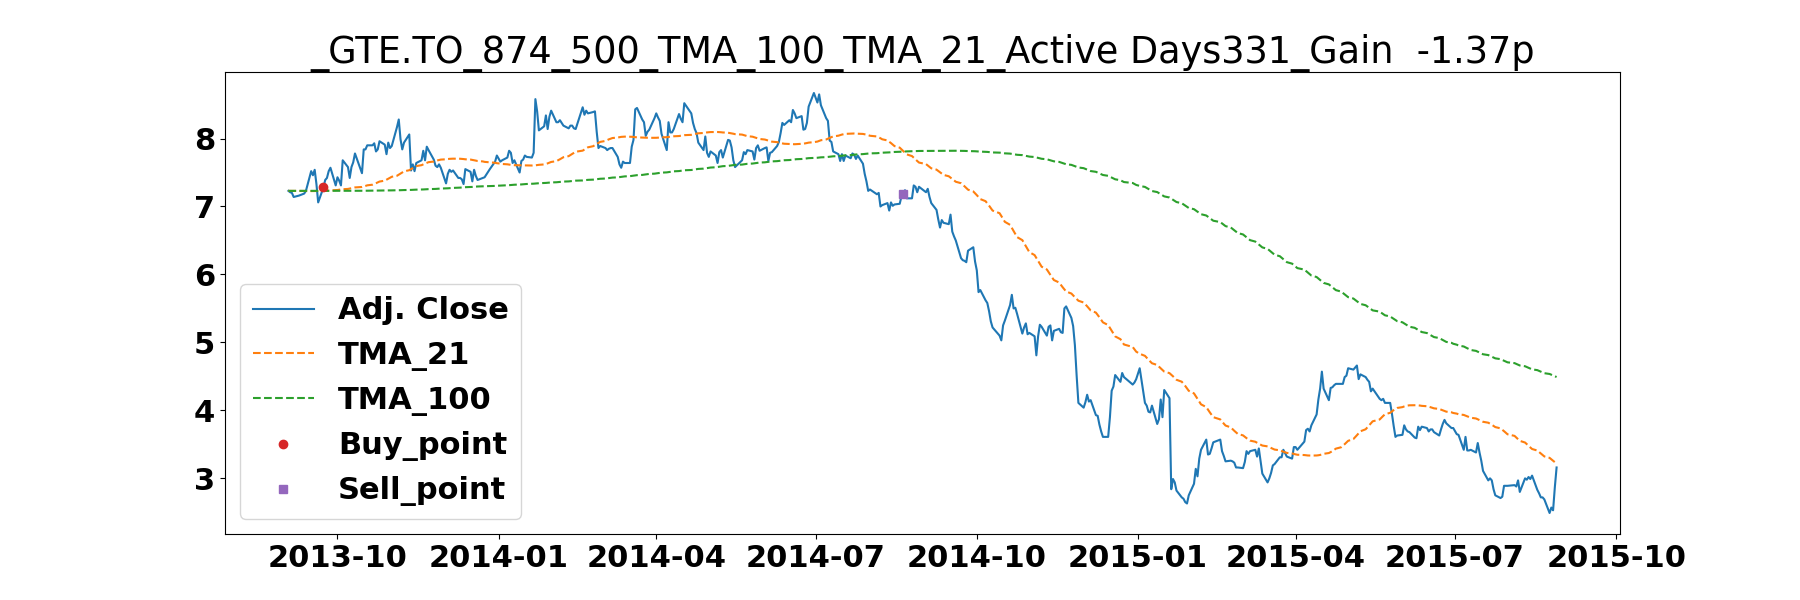 _GTE.TO_874_500_TMA_100_TMA_21_Active Days331_Gain  -1.37p
8
7
6
5
4
3
Adj. Close
TMA_21
TMA_100
Buy_point
Sell_point
2013-10 2014-01 2014-04 2014-07 2014-10 2015-01 2015-04 2015-07 2015-10